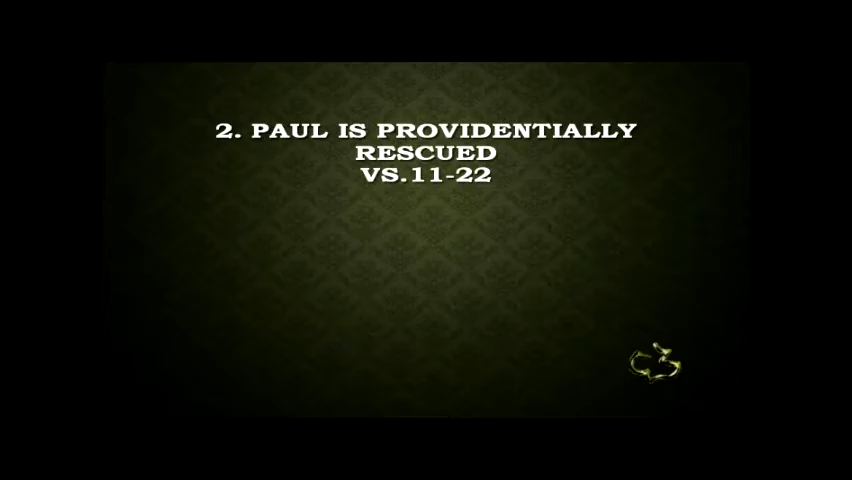 2. PAUL IS PROVIDENTIALLY
RESCUED
VS.11-22